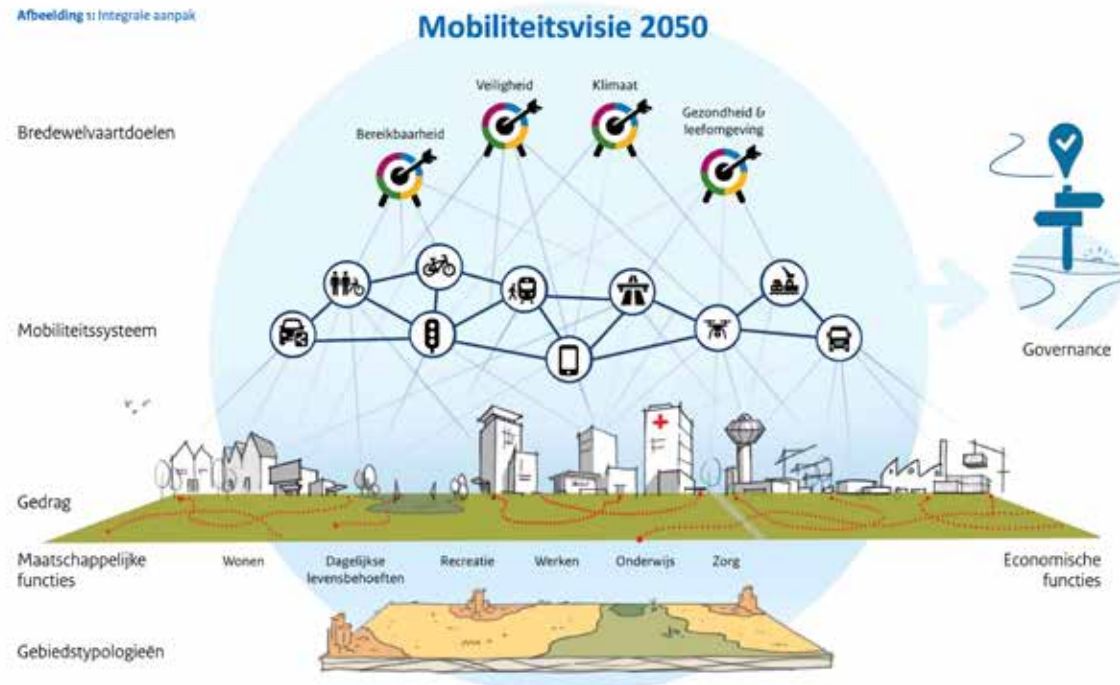 Afbeelding 1: Integrale aanpak
Mobiliteitsvisie 2050
Bredewelvaartdoelen
Bereikbaarheid
Veiligheid
Klimaat
Gezondheid &
leefomgeving
Mobiliteitssysteem
Governance
Gedrag
Maatschappelijke
functies
Wonen
Dagelijkse
levensbehoeften
Recreatie
Werken
Onderwijs
Zorg
Economische
functies
Gebiedstypologieën